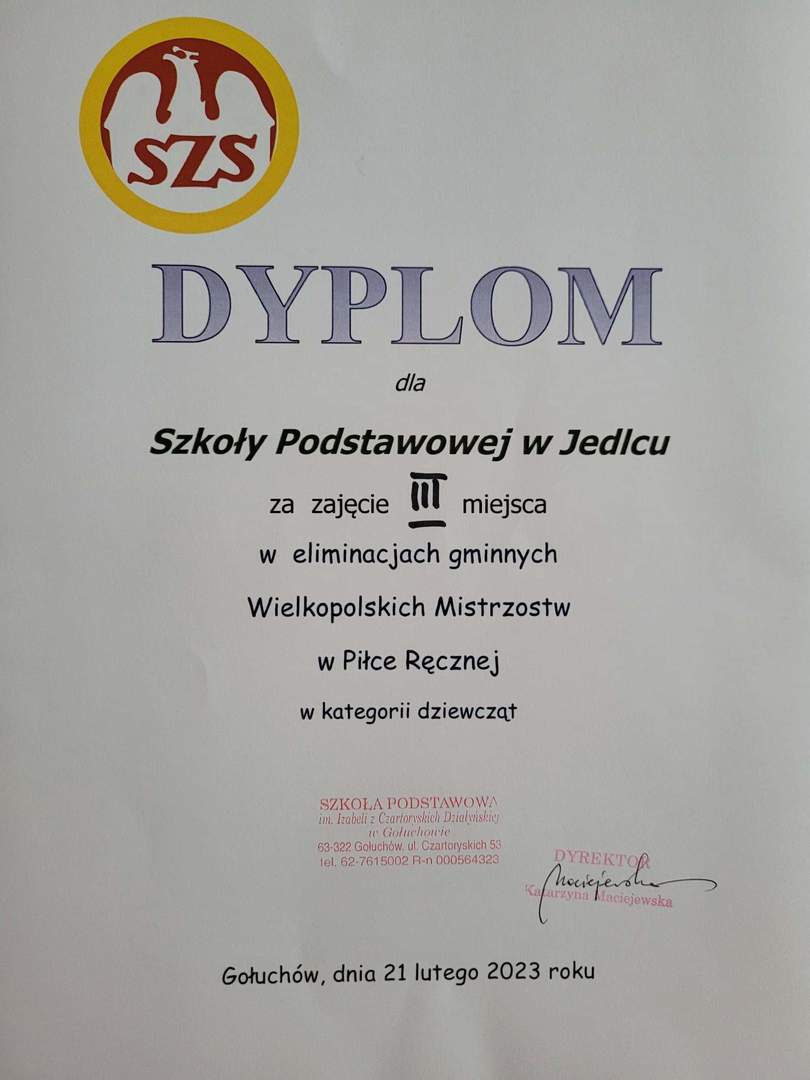 SZS
DYPLOM
dla
Szkoły Podstawowej w Jedlcu
za zajęcie III miejsca
w eliminacjach gminnych
Wielkopolskich Mistrzostw
w Piłce Ręcznej
w kategorii dziewcząt
SZKOŁA PODSTAWOWA
im. Izabeli z Czartoryskich Działyńskiej
w Gołuchowie
63-322 Gołuchów, ul. Czartoryskich 53
tel. 62-7615002 R-n 000564323
DYREKTOR
Maciejewska
Katarzyna Maciejewska
Gołuchów, dnia 21 lutego 2023 roku